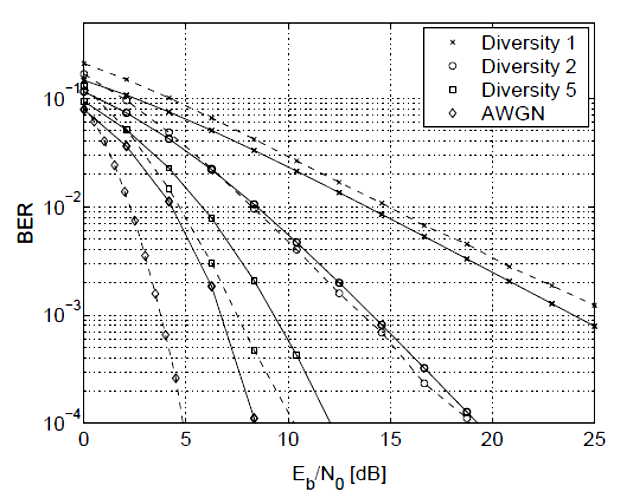 Diversity 1
Diversity 2
Diversity 5
AWGN
10^-1
10^-2
10^-3
10^-4
BER
0 5 10 15 20 25
E_b/N_0 [dB]